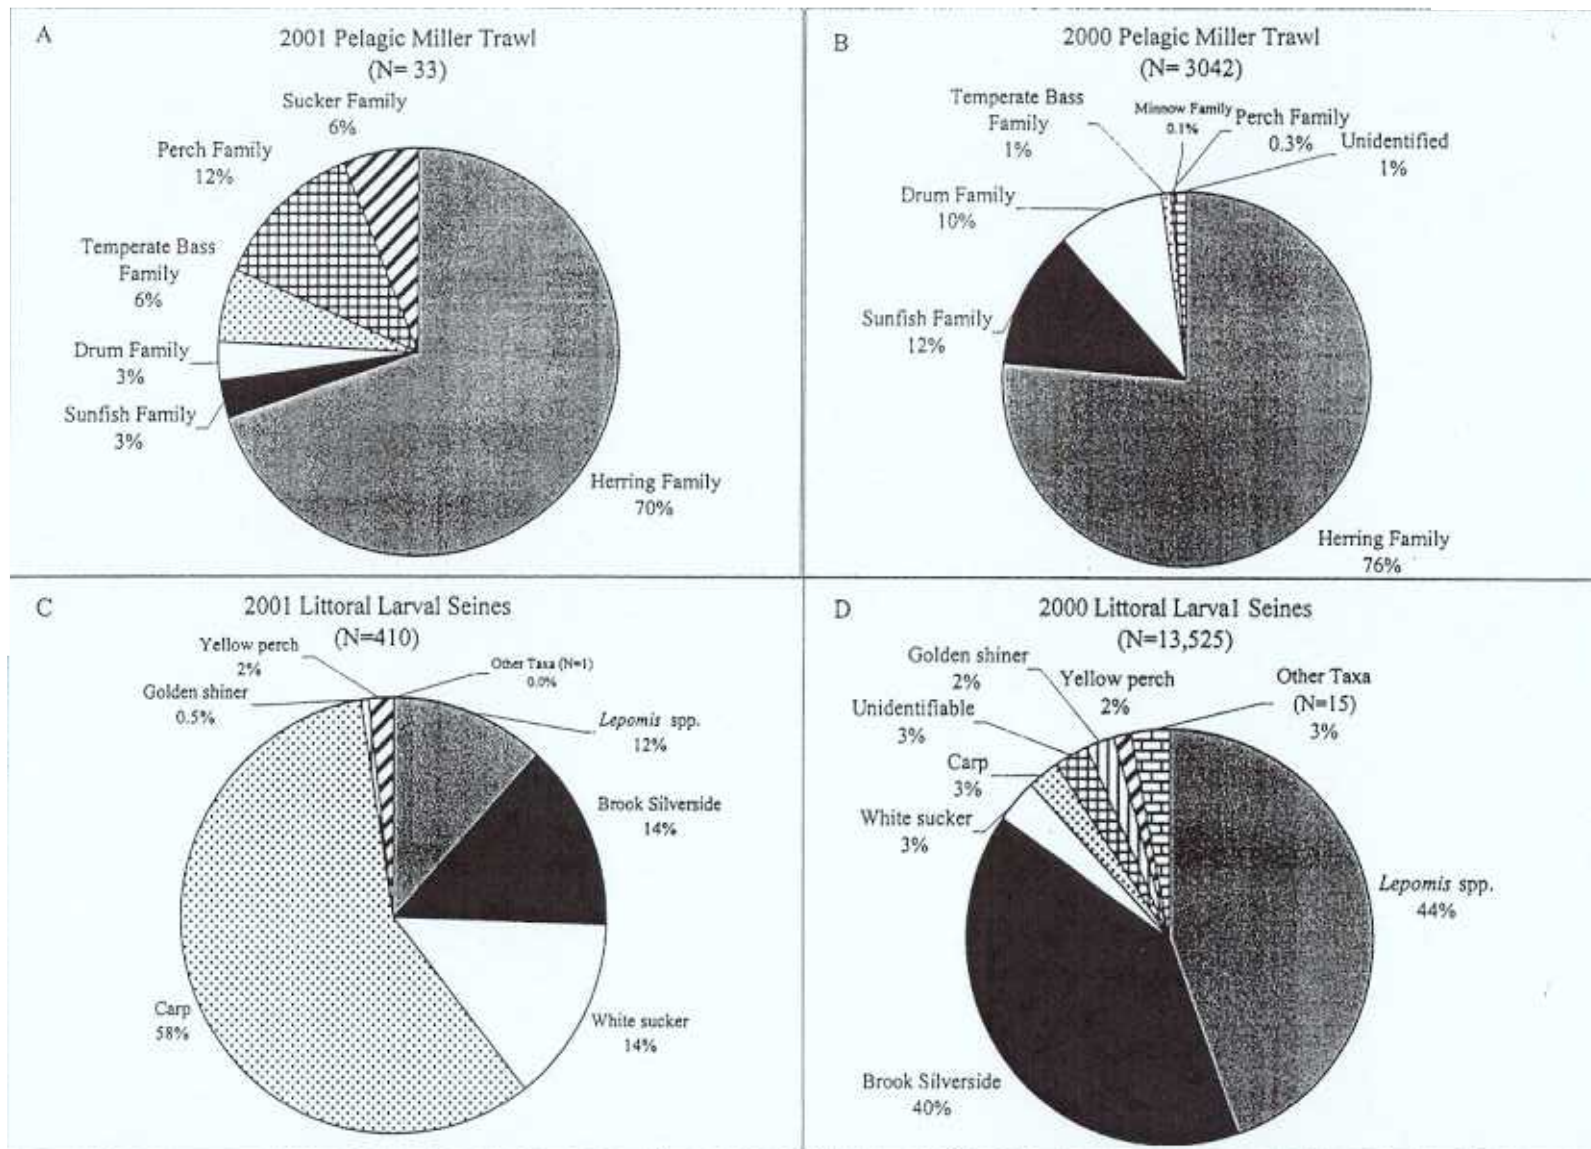 A
2001 Pelagic Miller Trawl
(N= 33)
Sucker Family
6%
Perch Family
12%
Temperate Bass
Family
6%
Drum Family
3%
Sunfish Family
3%
Herring Family
70%
B
2000 Pelagic Miller Trawl
(N= 3042)
Temperate Bass
Family
1%
Minnow Family
0.1%
Perch Family
0.3%
Unidentified
1%
Drum Family
10%
Sunfish Family
12%
Herring Family
76%
C
2001 Littoral Larval Seines
(N=410)
Yellow perch
2%
Other Taxa (N=1)
0.0%
Golden shiner
0.5%
Lepomis spp.
12%
Brook Silverside
14%
Carp
58%
White sucker
14%
D
2000 Littoral Larva1 Seines
(N=13,525)
Golden shiner
2%
Yellow perch
2%
Other Taxa
(N=15)
3%
Unidentifiable
3%
Carp
3%
White sucker
3%
Lepomis spp.
44%
Brook Silverside
40%